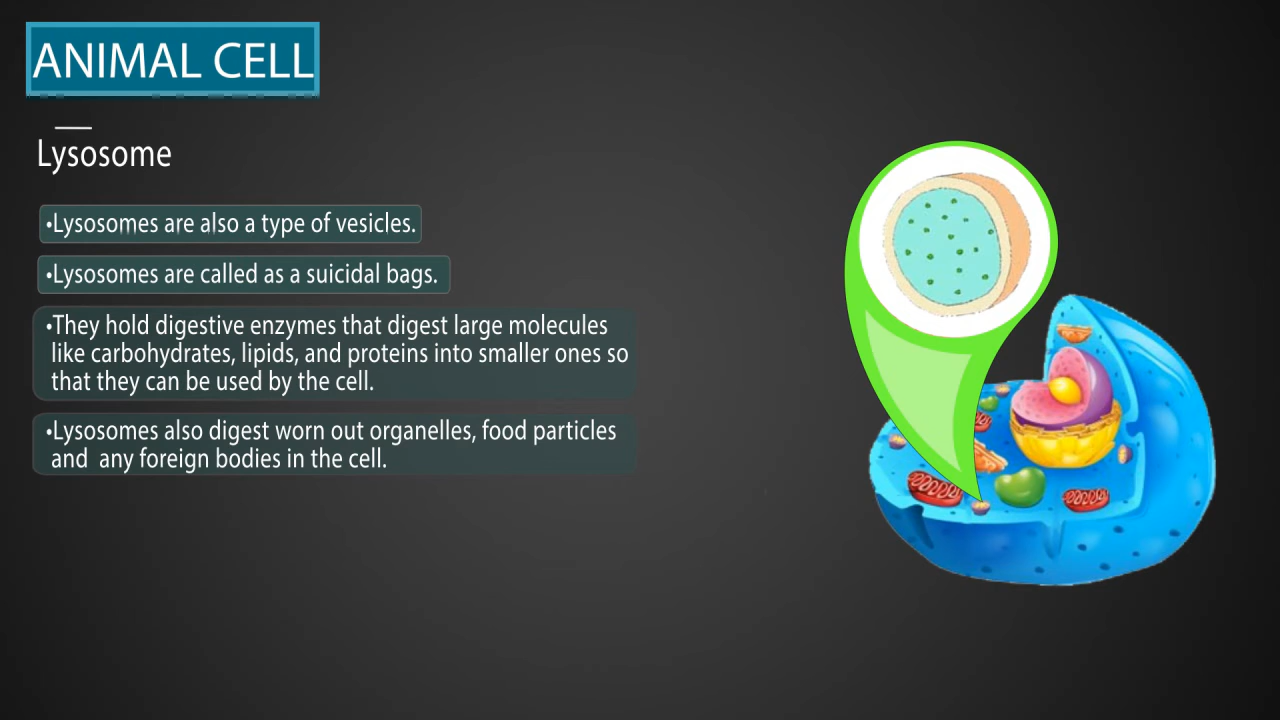 ANIMAL CELL
Lysosome
•Lysosomes are also a type of vesicles.
•Lysosomes are called as a suicidal bags.
•They hold digestive enzymes that digest large molecules
like carbohydrates, lipids, and proteins into smaller ones so
that they can be used by the cell.
•Lysosomes also digest worn out organelles, food particles
and  any foreign bodies in the cell.